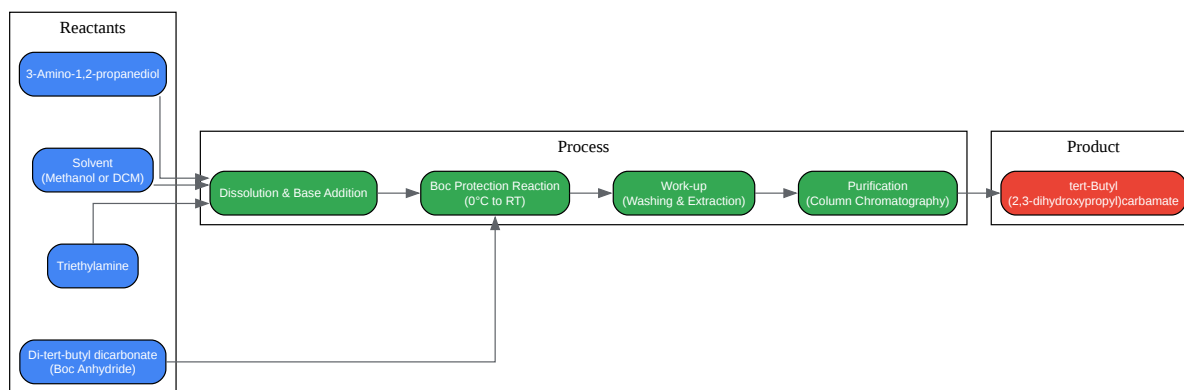 Reactants
3-Amino-1,2-propanediol
Solvent
(Methanol or DCM)
Triethylamine
Di-tert-butyl dicarbonate
(Boc Anhydride)
Process
Dissolution & Base Addition
Boc Protection Reaction
(0°C to RT)
Work-up
(Washing & Extraction)
Purification
(Column Chromatography)
Product
tert-Butyl
(2,3-dihydroxypropyl)carbamate